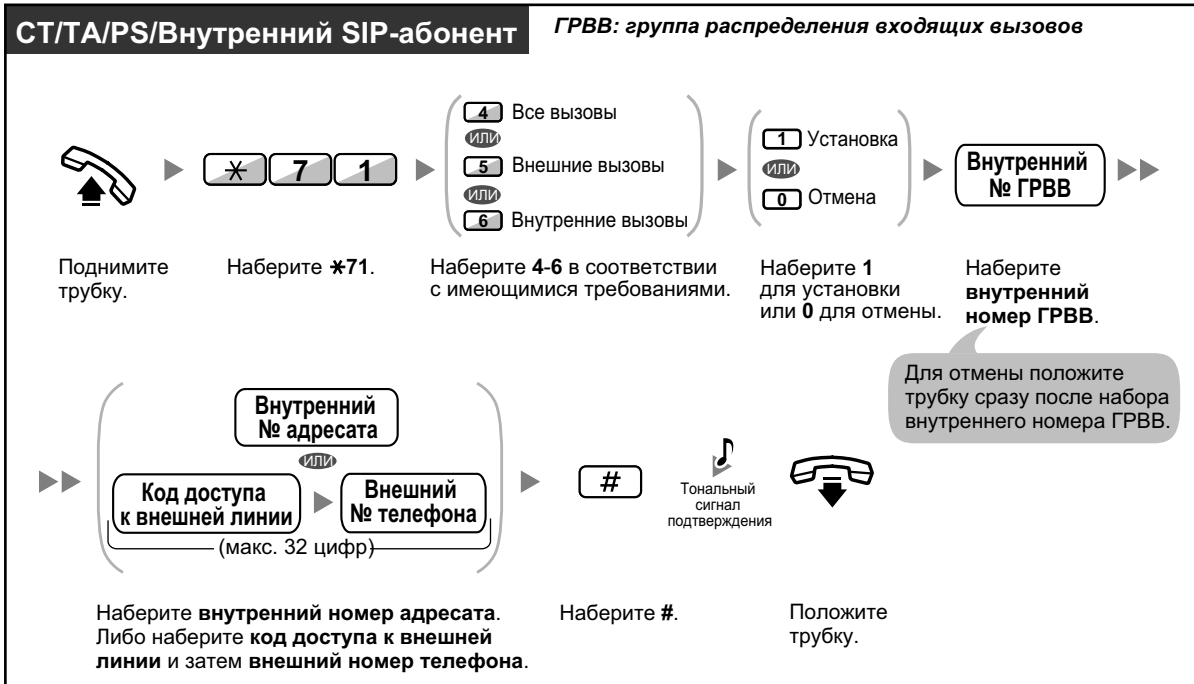 СТ/ТА/PS/Внутренний SIP-абонент
ГРВВ: группа распределения входящих вызовов
4 Все вызовы
ИЛИ
5 Внешние вызовы
ИЛИ
6 Внутренние вызовы
1 Установка
ИЛИ
0 Отмена
* 7 1
Внутренний
№ ГРВВ
Поднимите
трубку.
Наберите *71.
Наберите 4-6 в соответствии
с имеющимися требованиями.
Наберите 1
для установки
или 0 для отмены.
Наберите
внутренний
номер ГРВВ.
Для отмены положите
трубку сразу после набора
внутреннего номера ГРВВ.
Внутренний
№ адресата
ИЛИ
Код доступа
к внешней линии
Внешний
№ телефона
(макс. 32 цифр)
#
Тональный
сигнал
подтверждения
Наберите внутренний номер адресата.
Либо наберите код доступа к внешней
линии и затем внешний номер телефона.
Наберите #.
Положите
трубку.